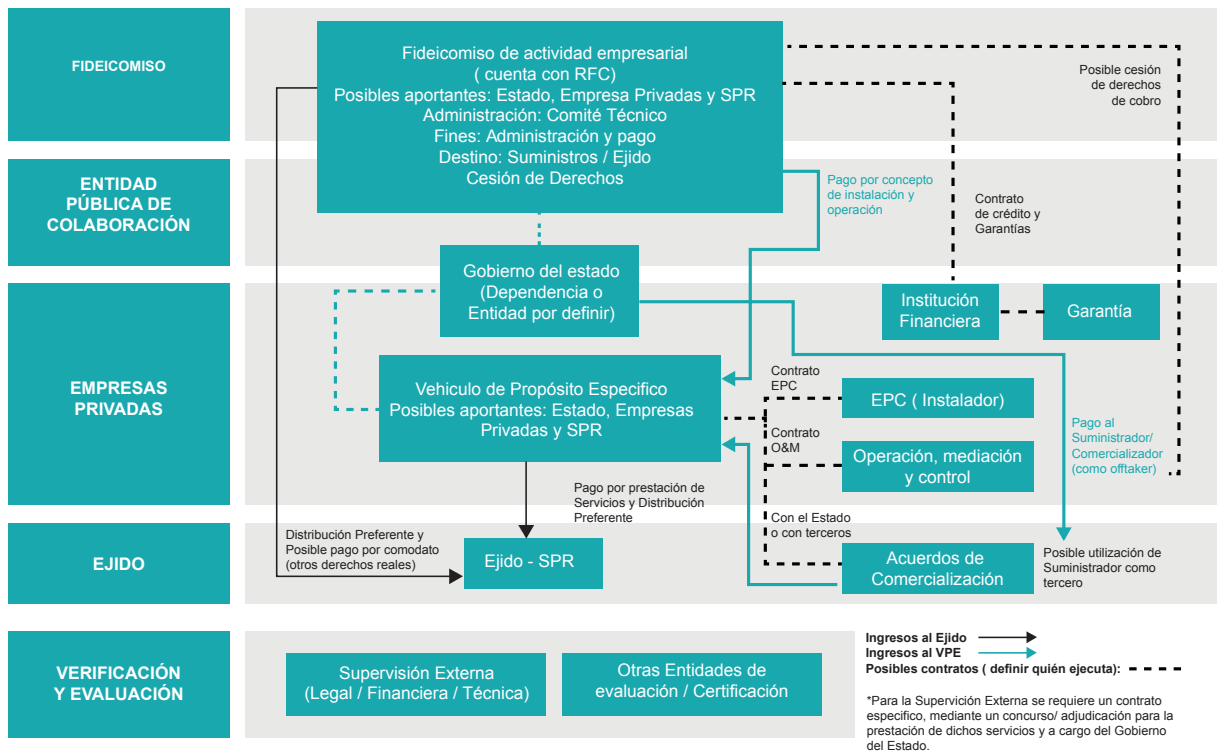 FIDEICOMISO
Fideicomiso de actividad empresarial
( cuenta con RFC)
Posibles aportantes: Estado, Empresa Privadas y SPR
Administración: Comité Técnico
Fines: Administración y pago
Destino: Suministros / Ejido
Cesión de Derechos
Posible cesión
de derechos
de cobro
ENTIDAD
PÚBLICA DE
COLABORACIÓN
Pago por concepto
de instalación y
operación
Contrato
de crédito y
Garantías
Gobierno del estado
(Dependencia o
Entidad por definir)
Institución
Financiera
Garantía
EMPRESAS
PRIVADAS
Vehiculo de Propósito Especifico
Posibles aportantes: Estado, Empresas
Privadas y SPR
Contrato
EPC
EPC ( Instalador)
Contrato
O&M
Operación, mediación
y control
Pago al
Suministrador/
Comercializador
(como offtaker)
Pago por prestación de
Servicios y Distribución
Preferente
Con el Estado
o con terceros
EJIDO
Distribución Preferente y
Posible pago por comodato
(otros derechos reales)
Ejido - SPR
Acuerdos de
Comercialización
Posible utilización de
Suministrador como
tercero
VERIFICACIÓN
Y EVALUACIÓN
Supervisión Externa
(Legal / Financiera / Técnica)
Otras Entidades de
evaluación / Certificación
Ingresos al Ejido
Ingresos al VPE
Posibles contratos ( definir quién ejecuta):
*Para la Supervisión Externa se requiere un contrato
especifico, mediante un concurso/ adjudicación para la
prestación de dichos servicios y a cargo del Gobierno
del Estado.